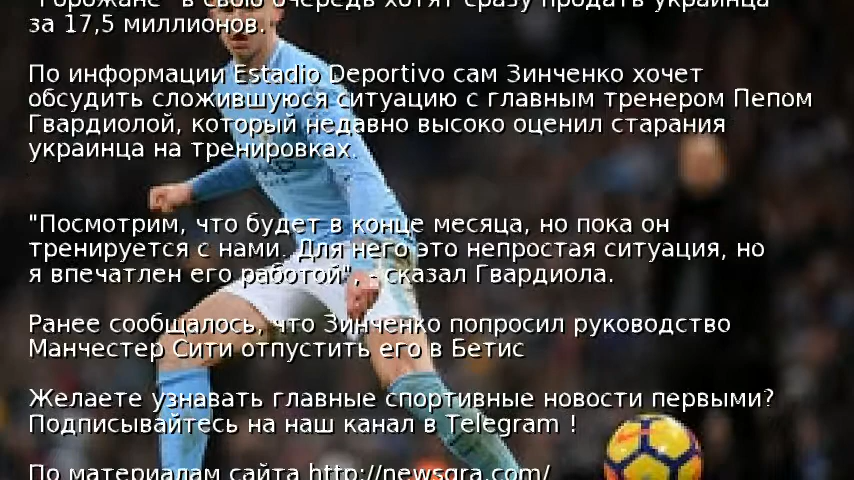 "Горожане" в свою очередь хотят сразу продать украинца
за 17,5 миллионов.
По информации Estadio Deportivo сам Зинченко хочет
обсудить сложившуюся ситуацию с главным тренером Пепом
Гвардиолой, который недавно высоко оценил старания
украинца на тренировках.
"Посмотрим, что будет в конце месяца, но пока он
тренируется с нами. Для него это непростая ситуация, но
я впечатлен его работой", - сказал Гвардиола.
Ранее сообщалось, что Зинченко попросил руководство
Манчестер Сити отпустить его в Бетис
Желаете узнавать главные спортивные новости первыми?
Подписывайтесь на наш канал в Telegram !
По материалам сайта http://newsgra.com/